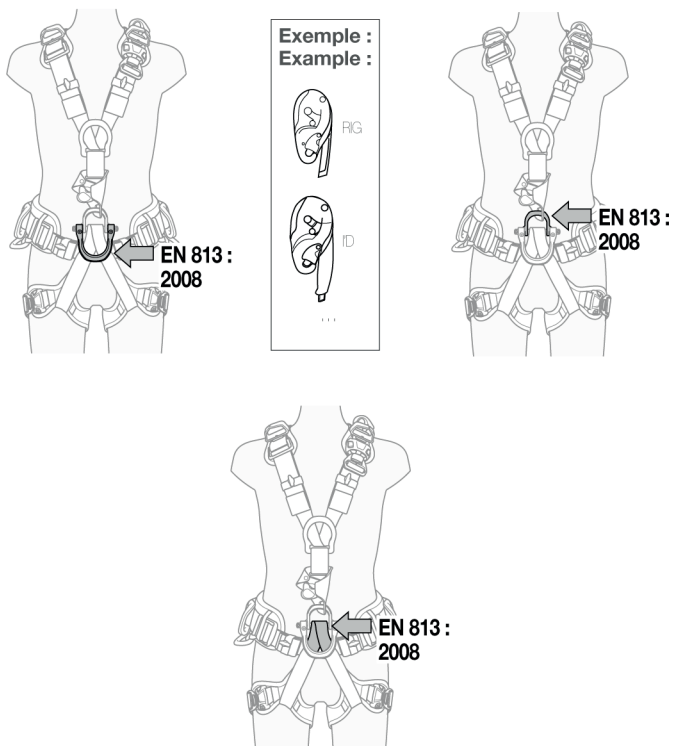 Exemple :
Example :
RIG
I'D
...
EN 813 :
2008
EN 813 :
2008
EN 813 :
2008